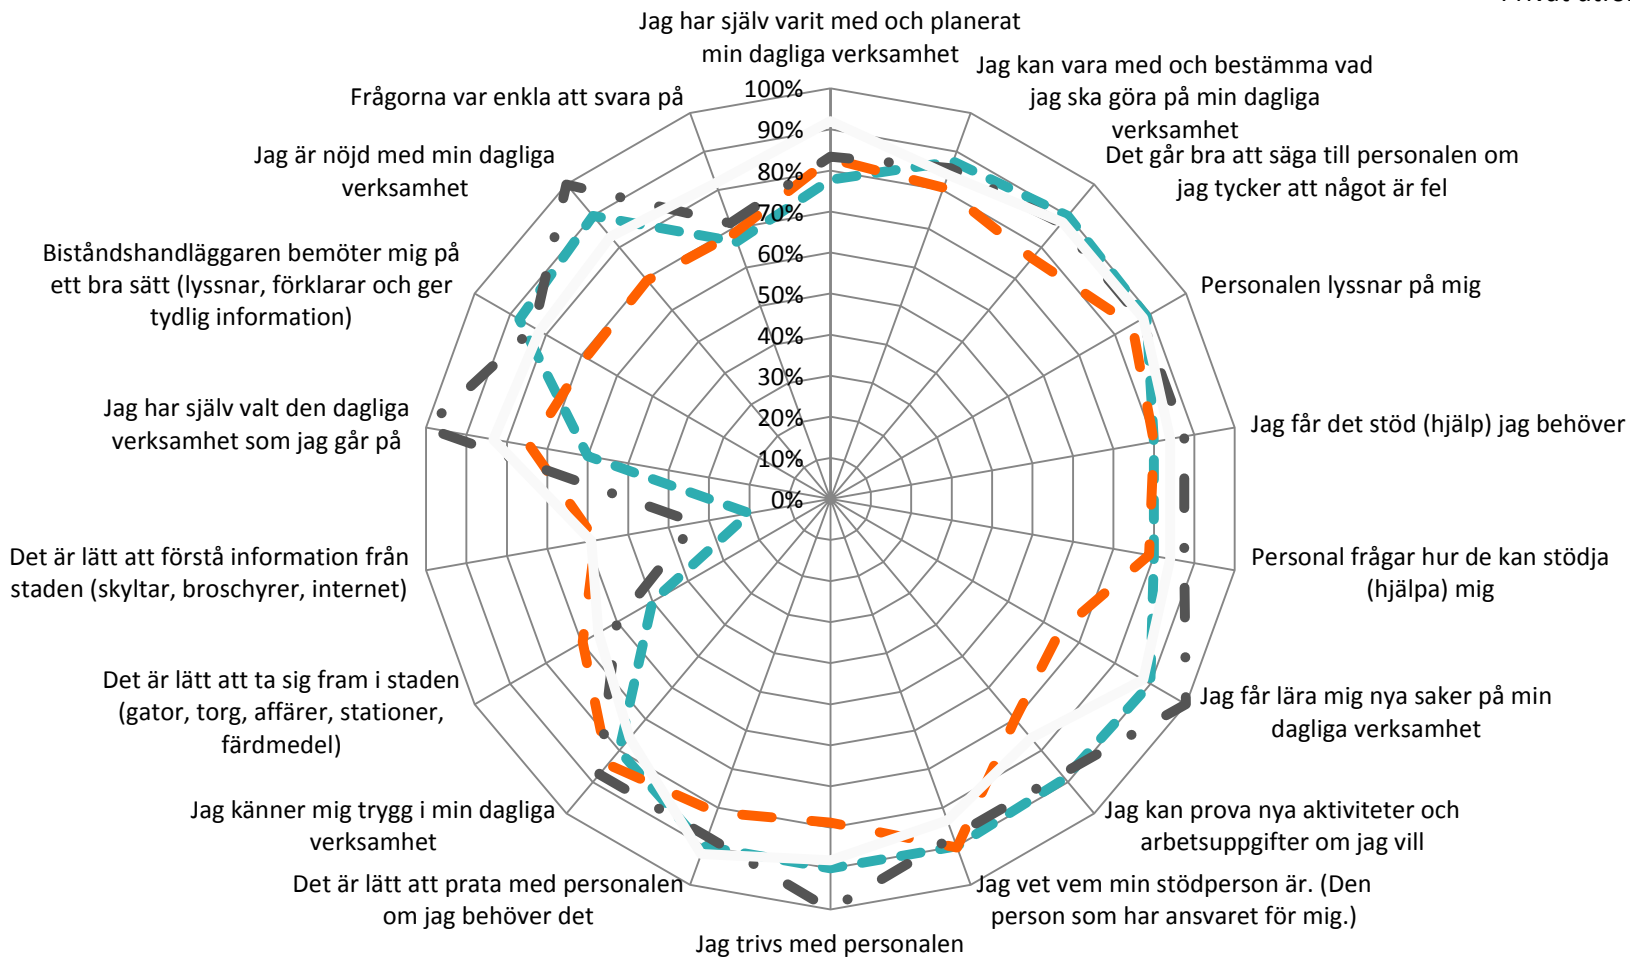 Jag har själv varit med och planerat
min dagliga verksamhet
Jag kan vara med och bestämma vad
jag ska göra på min dagliga
verksamhet
Det går bra att säga till personalen om
jag tycker att något är fel
Personalen lyssnar på mig
Jag får det stöd (hjälp) jag behöver
Personal frågar hur de kan stödja
(hjälpa) mig
Jag får lära mig nya saker på min
dagliga verksamhet
Jag kan prova nya aktiviteter och
arbetsuppgifter om jag vill
Jag vet vem min stödperson är. (Den
person som har ansvaret för mig.)
Jag trivs med personalen
Det är lätt att prata med personalen
om jag behöver det
Jag känner mig trygg i min dagliga
verksamhet
Det är lätt att ta sig fram i staden
(gator, torg, affärer, stationer,
färdmedel)
Det är lätt att förstå information från
staden (skyltar, broschyrer, internet)
Jag har själv valt den dagliga
verksamhet som jag går på
Biståndshandläggaren bemöter mig på
ett bra sätt (lyssnar, förklarar och ger
tydlig information)
Jag är nöjd med min dagliga
verksamhet
Frågorna var enkla att svara på
100%
90%
80%
70%
60%
50%
40%
30%
20%
10%
0%